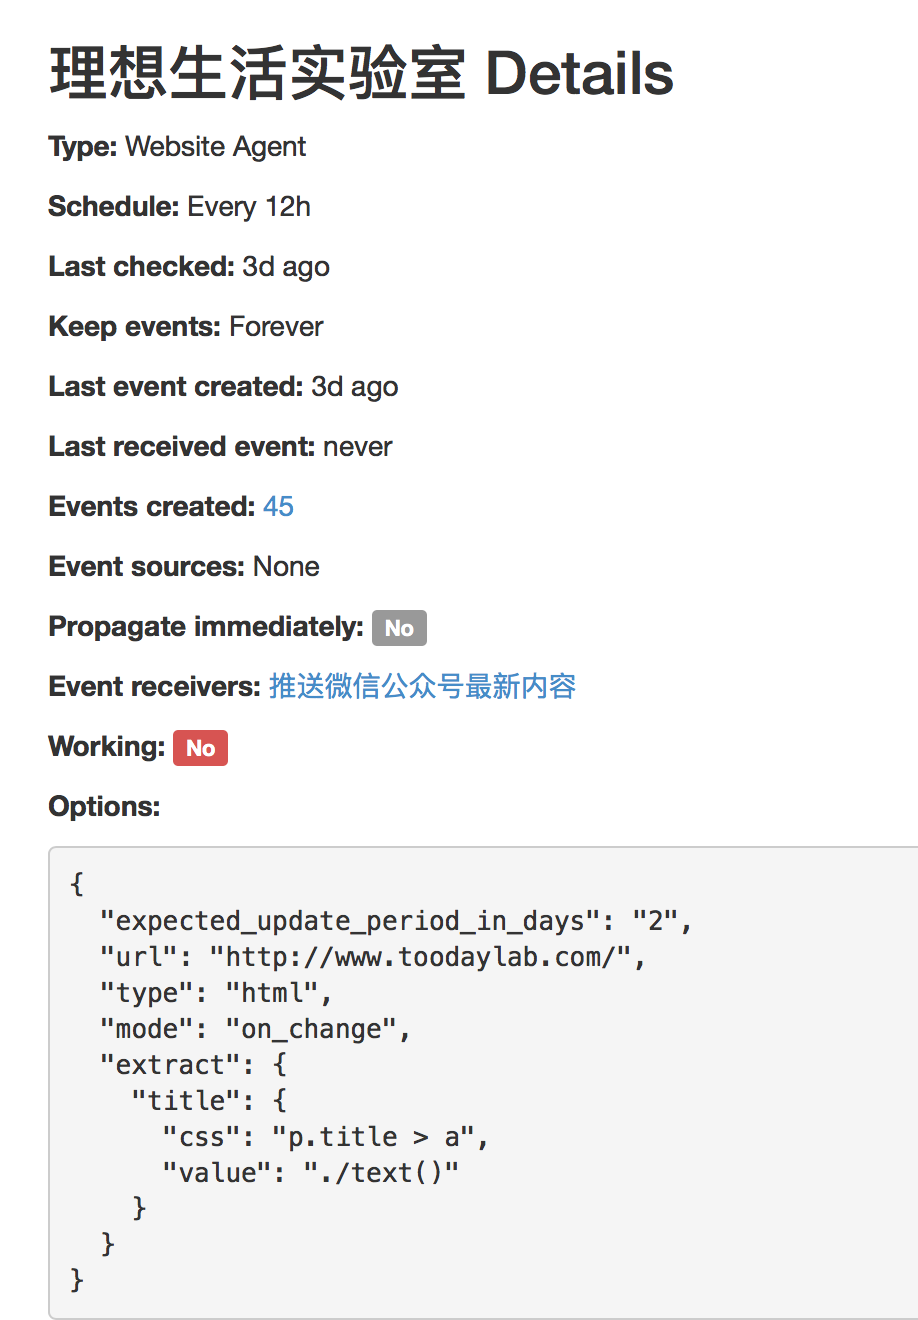 理想生活实验室 Details
Type: Website Agent
Schedule: Every 12h
Last checked: 3d ago
Keep events: Forever
Last event created: 3d ago
Last received event: never
Events created: 45
Event sources: None
Propagate immediately: No
Event receivers: 推送微信公众号最新内容
Working: No
Options:
{
  "expected_update_period_in_days": "2",
  "url": "http://www.toodaylab.com/",
  "type": "html",
  "mode": "on_change",
  "extract": {
    "title": {
      "css": "p.title > a",
      "value": "./text()"
    }
  }
}